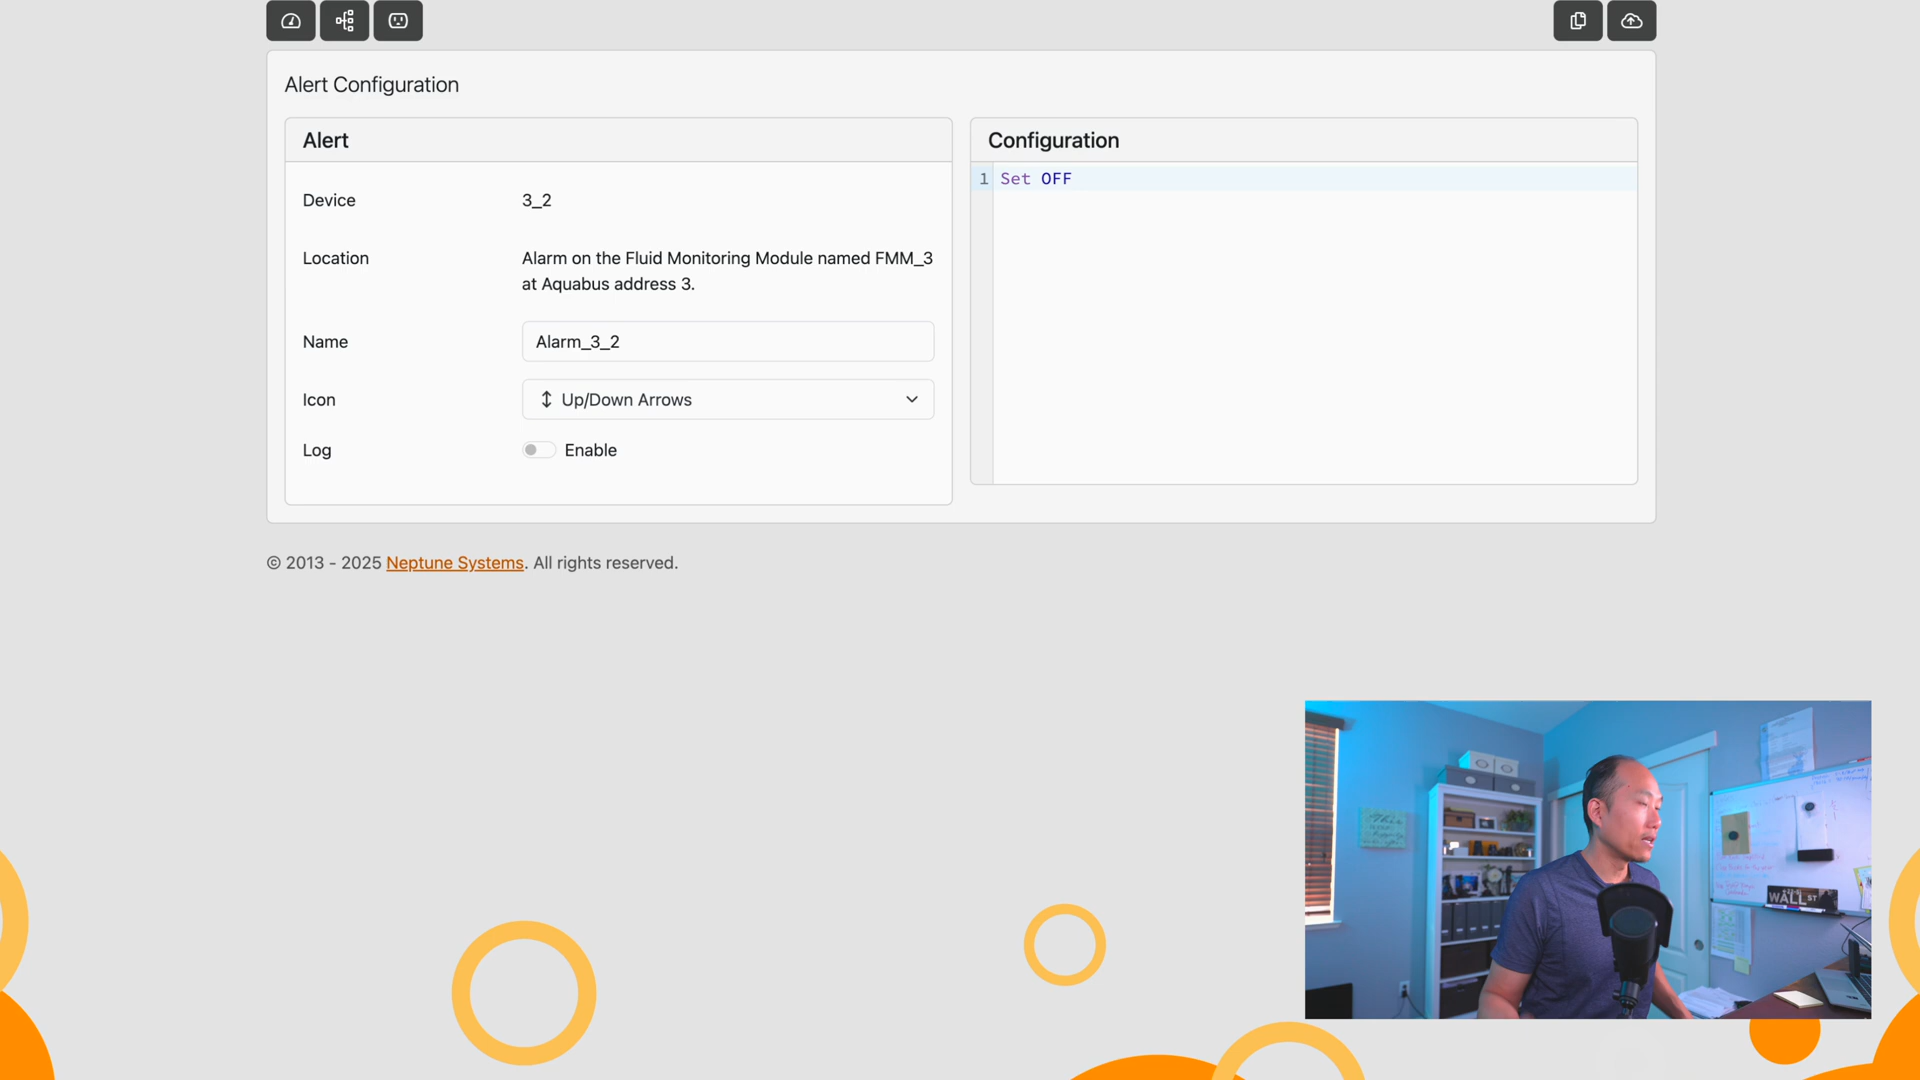 Alert Configuration
Alert
Device 3_2
Location Alarm on the Fluid Monitoring Module named FMM_3
at Aquabus address 3.
Name Alarm_3_2
Icon Up/Down Arrows
Log Enable
Configuration
1 Set OFF
© 2013 - 2025 Neptune Systems. All rights reserved.
WALL ST